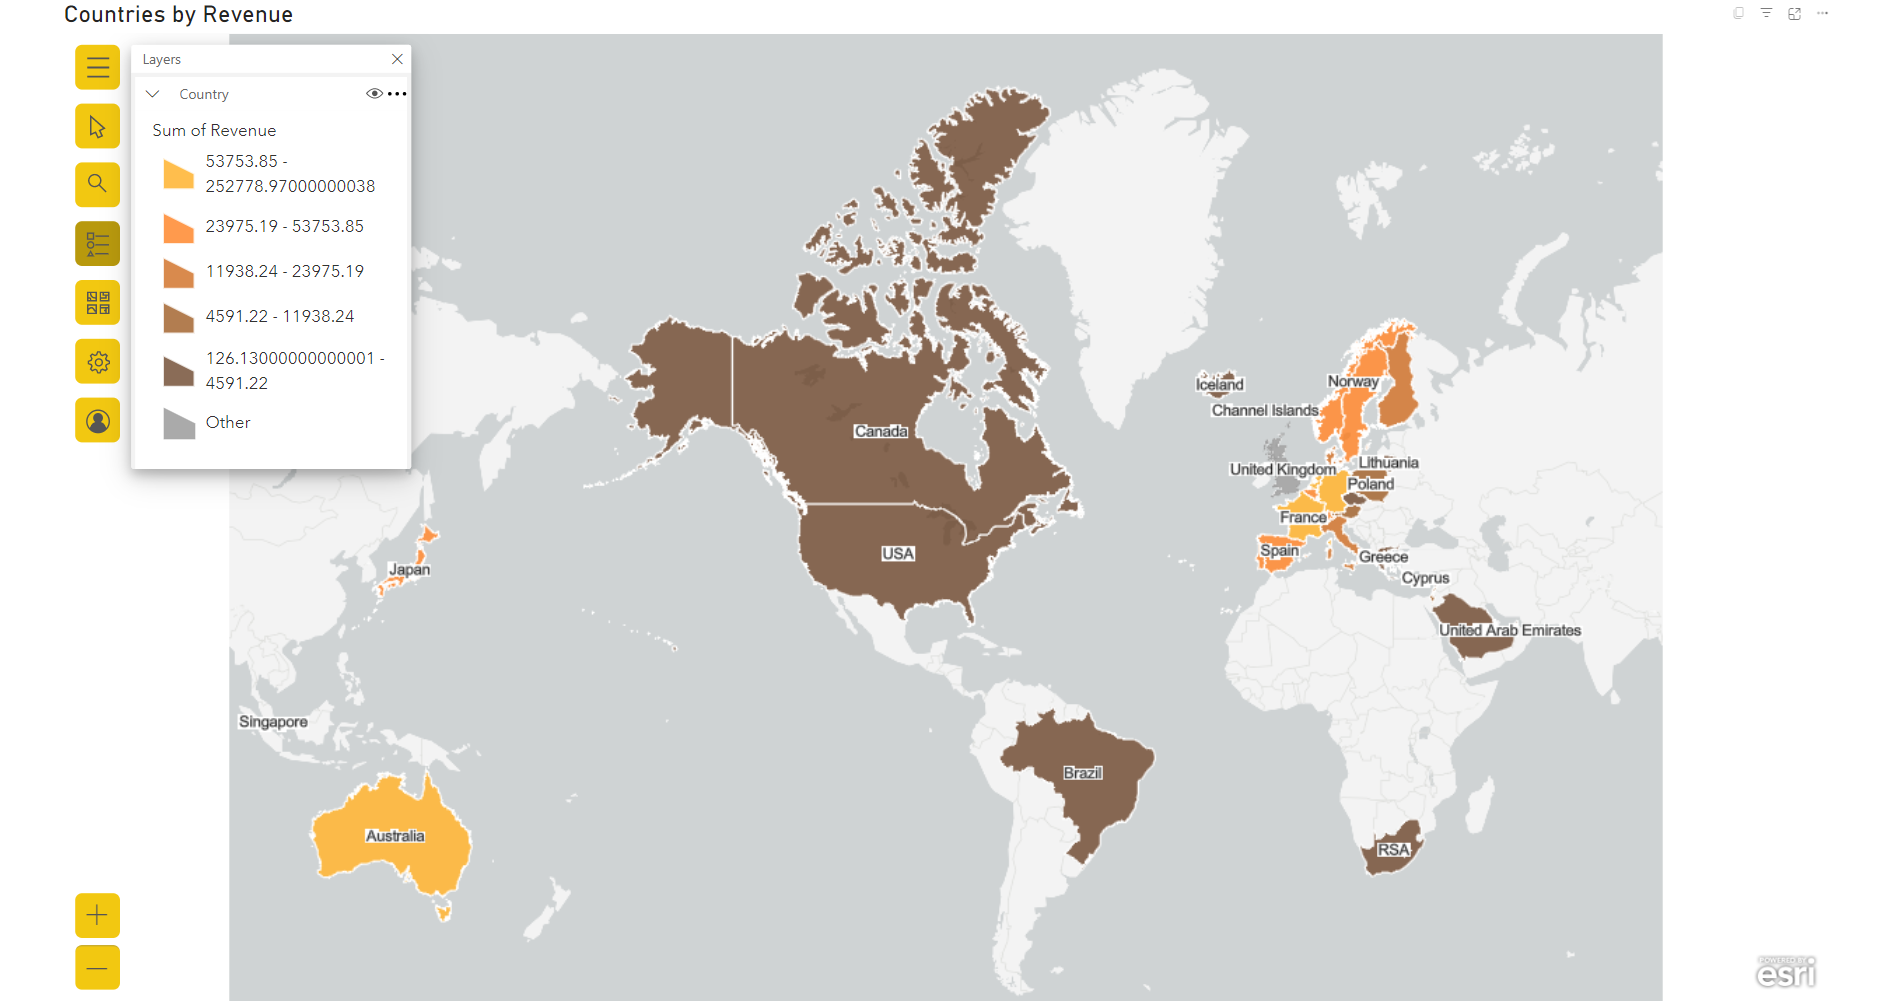 Countries by Revenue
Layers
Country
Sum of Revenue
53753.85 -
252778.97000000038
23975.19 - 53753.85
11938.24 - 23975.19
4591.22 - 11938.24
126.13000000000001 -
4591.22
Other
Iceland
Norway
Channel Islands
Canada
United Kingdom
Lithuania
Poland
France
USA
Spain
Greece
Japan
Cyprus
United Arab Emirates
Singapore
Brazil
Australia
RSA
POWERED BY
esri